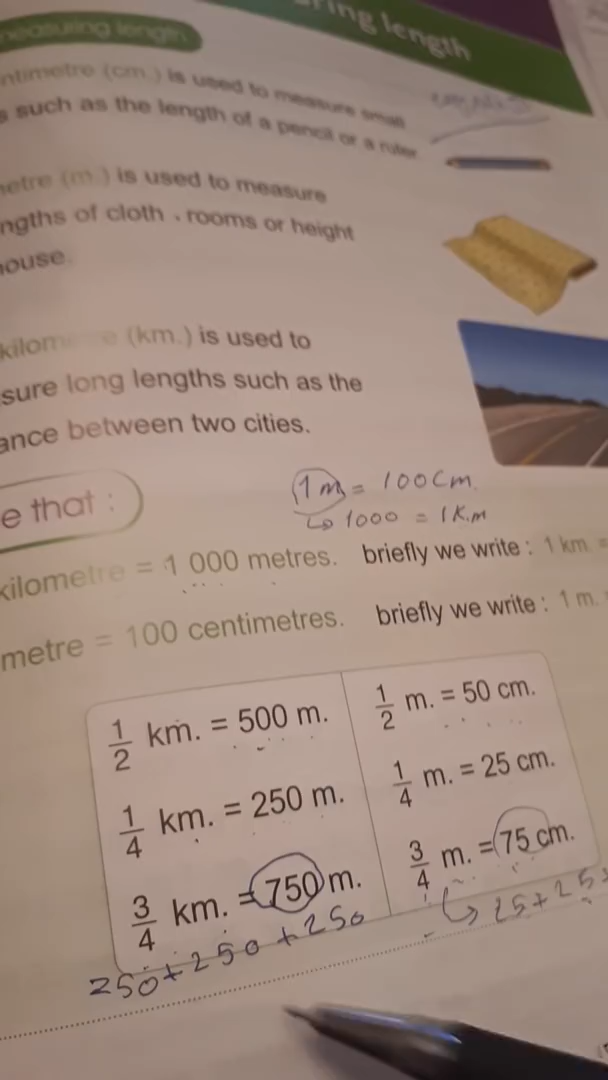 ring length
measuring length
ntimetre (cm.) is used to measure small
s such as the length of a pencil or a ruler
etre (m.) is used to measure
ngths of cloth , rooms or height
house.
kilom e (km.) is used to
sure long lengths such as the
ance between two cities.
1 m = 100 Cm.
↳ 1000 = 1 K.m
e that :
kilometre = 1 000 metres. briefly we write : 1 km. =
metre = 100 centimetres. briefly we write : 1 m.
1/2 km. = 500 m.
1/2 m. = 50 cm.
1/4 km. = 250 m.
1/4 m. = 25 cm.
3/4 km. = 750 m.
3/4 m. = 75 cm.
250+250+250
↳ 25+25+